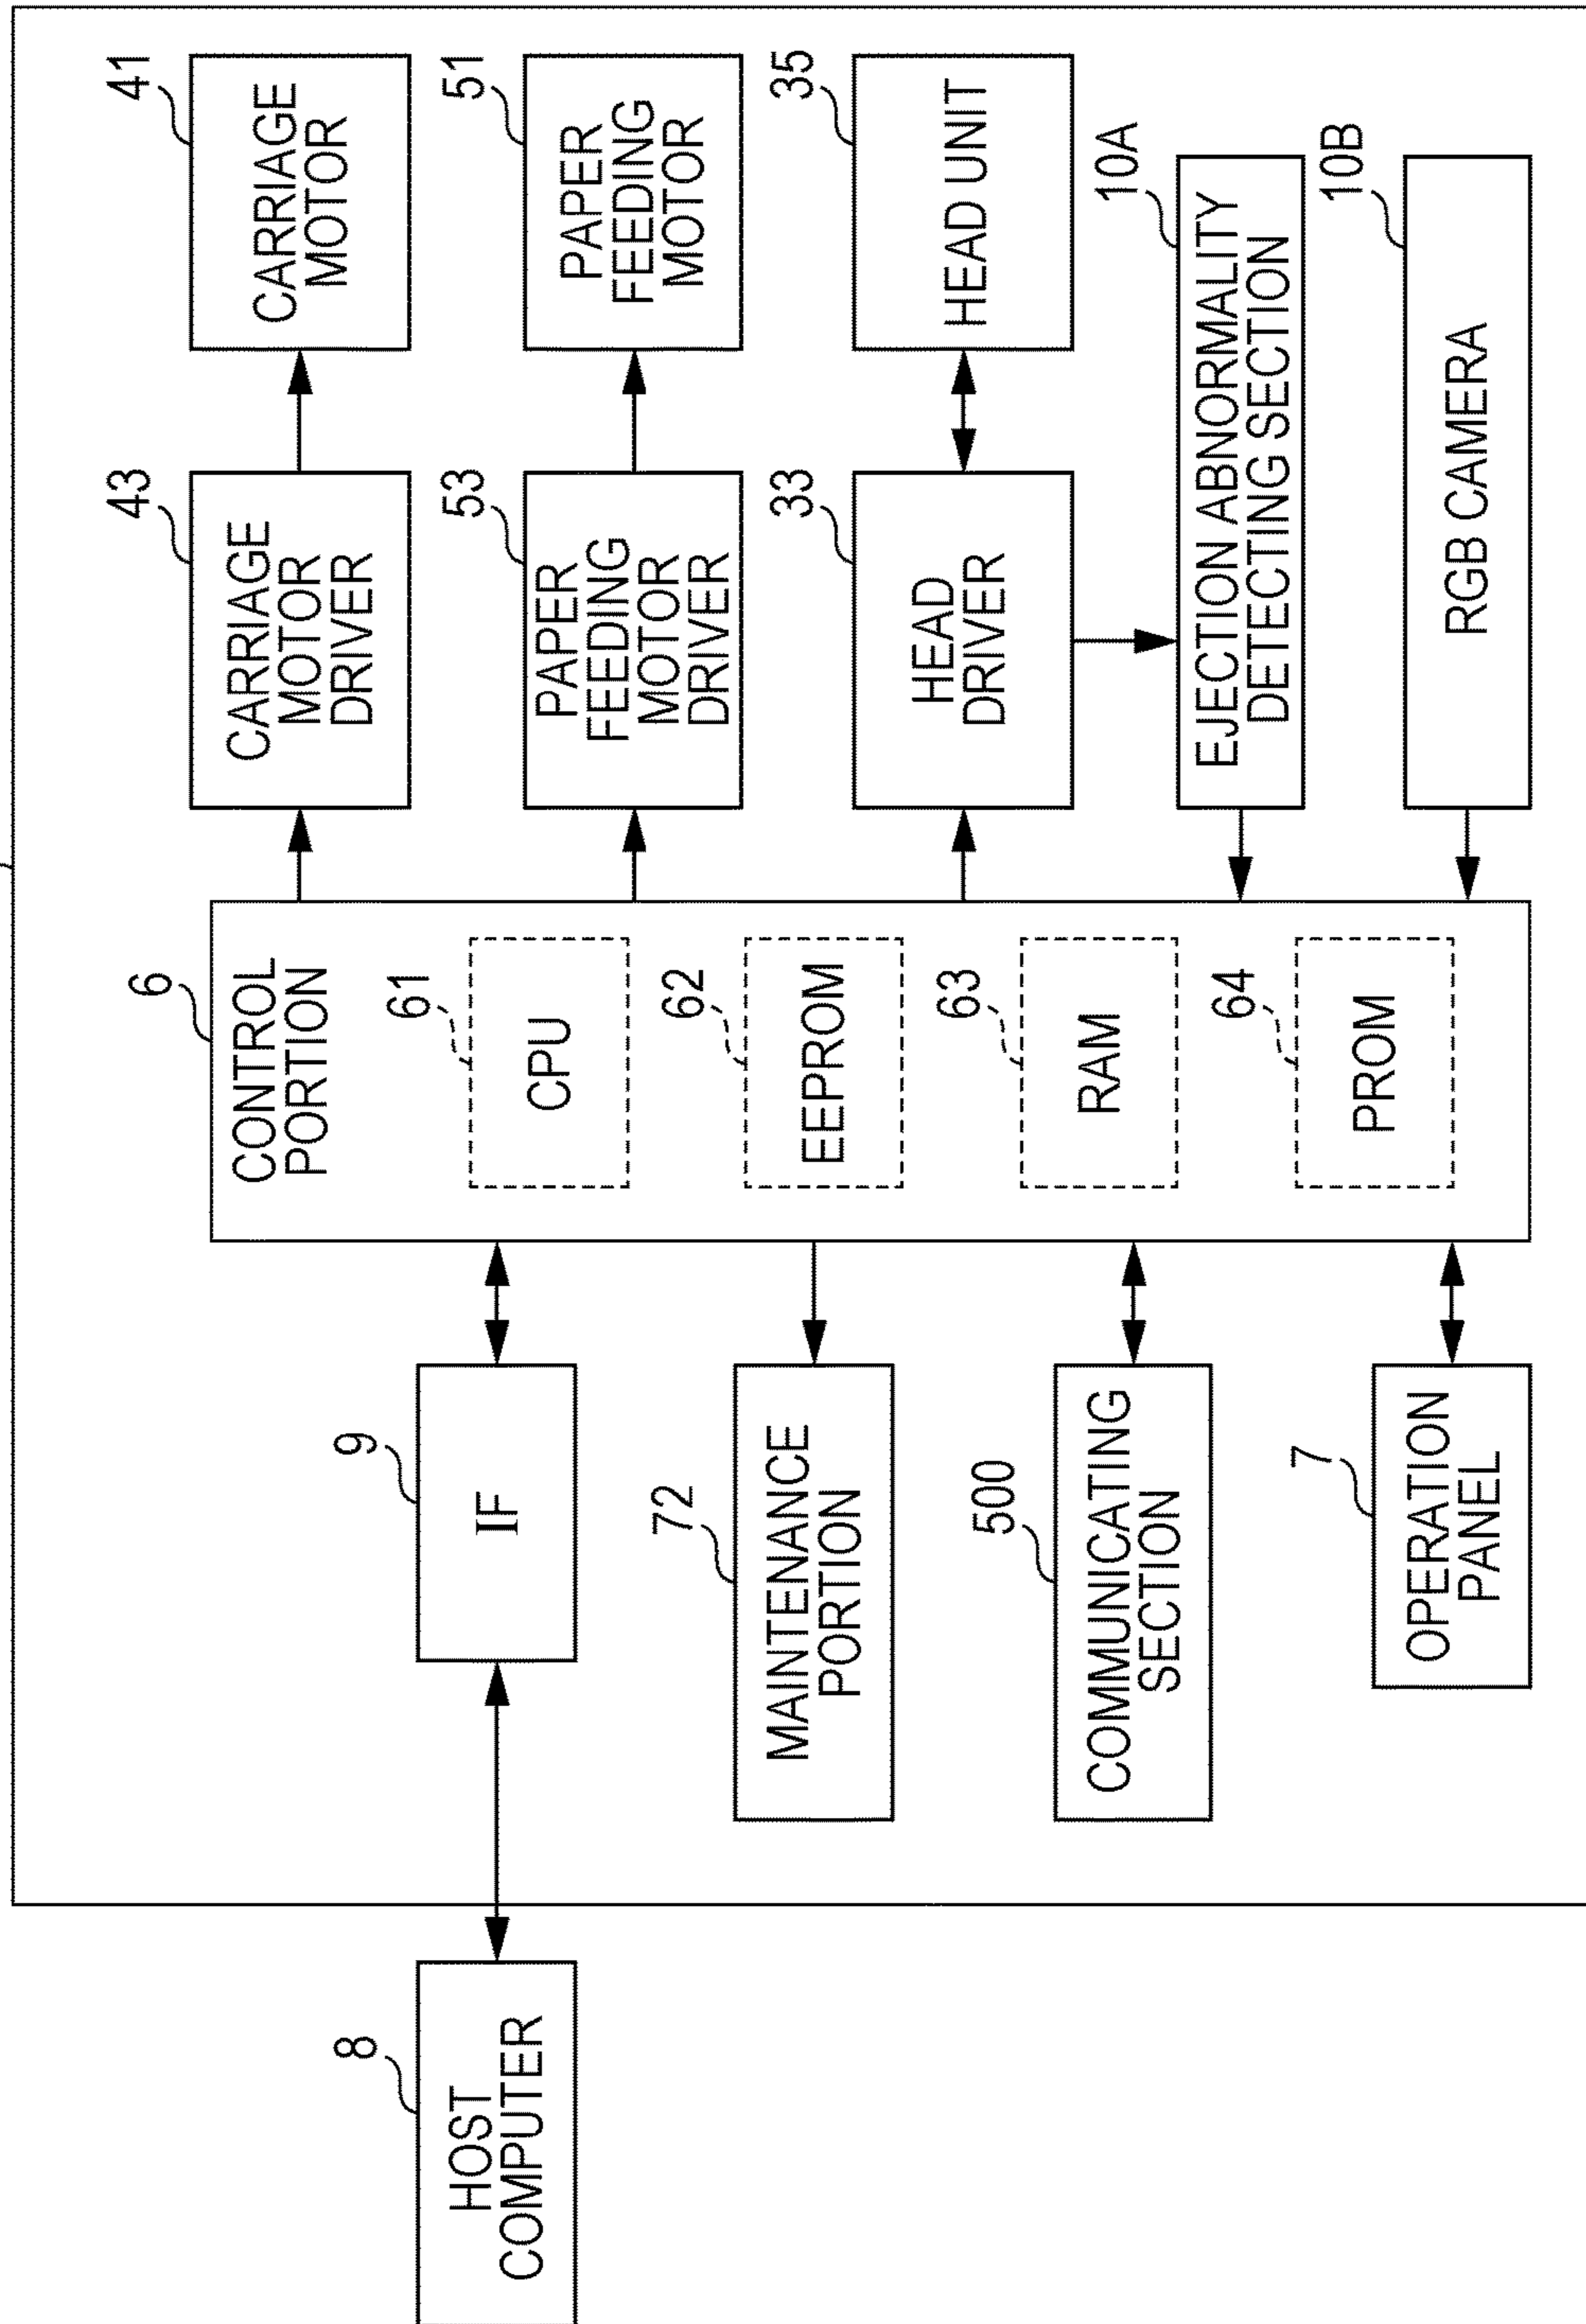 8
HOST
COMPUTER
9
IF
72
MAINTENANCE
PORTION
500
COMMUNICATING
SECTION
7
OPERATION
PANEL
6
CONTROL
PORTION
61
CPU
62
EEPROM
63
RAM
64
PROM
43
CARRIAGE
MOTOR
DRIVER
41
CARRIAGE
MOTOR
53
PAPER
FEEDING
MOTOR
DRIVER
51
PAPER
FEEDING
MOTOR
33
HEAD
DRIVER
35
HEAD UNIT
10A
EJECTION ABNORMALITY
DETECTING SECTION
10B
RGB CAMERA